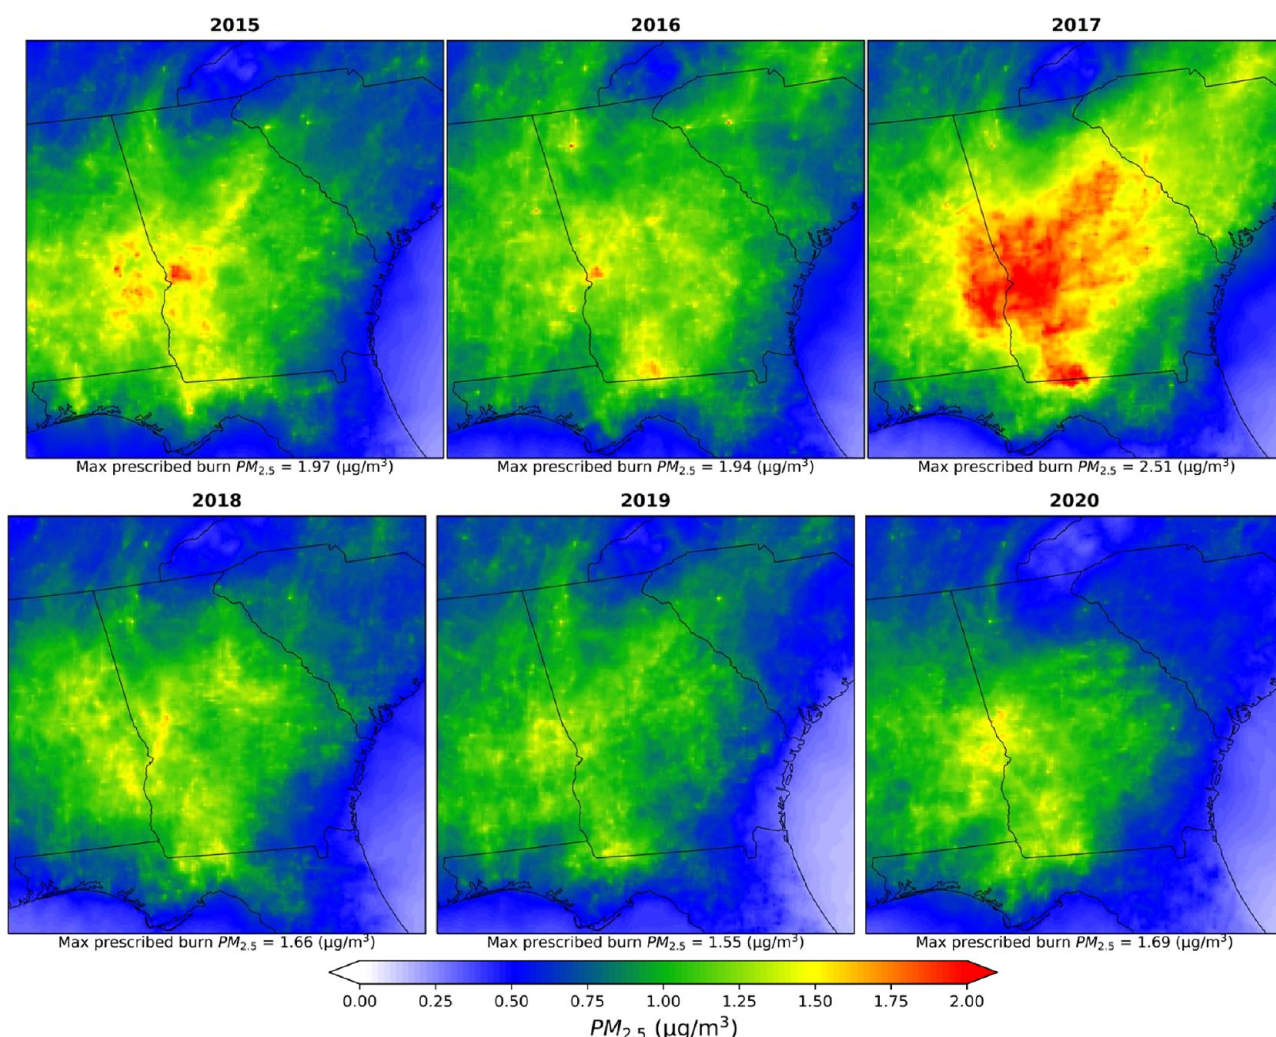 2015 2016 2017
Max prescribed burn PM2.5 = 1.97 (μg/m³) Max prescribed burn PM2.5 = 1.94 (μg/m³) Max prescribed burn PM2.5 = 2.51 (μg/m³)
2018 2019 2020
Max prescribed burn PM2.5 = 1.66 (μg/m³) Max prescribed burn PM2.5 = 1.55 (μg/m³) Max prescribed burn PM2.5 = 1.69 (μg/m³)
0.00 0.25 0.50 0.75 1.00 1.25 1.50 1.75 2.00
PM2.5 (μg/m³)